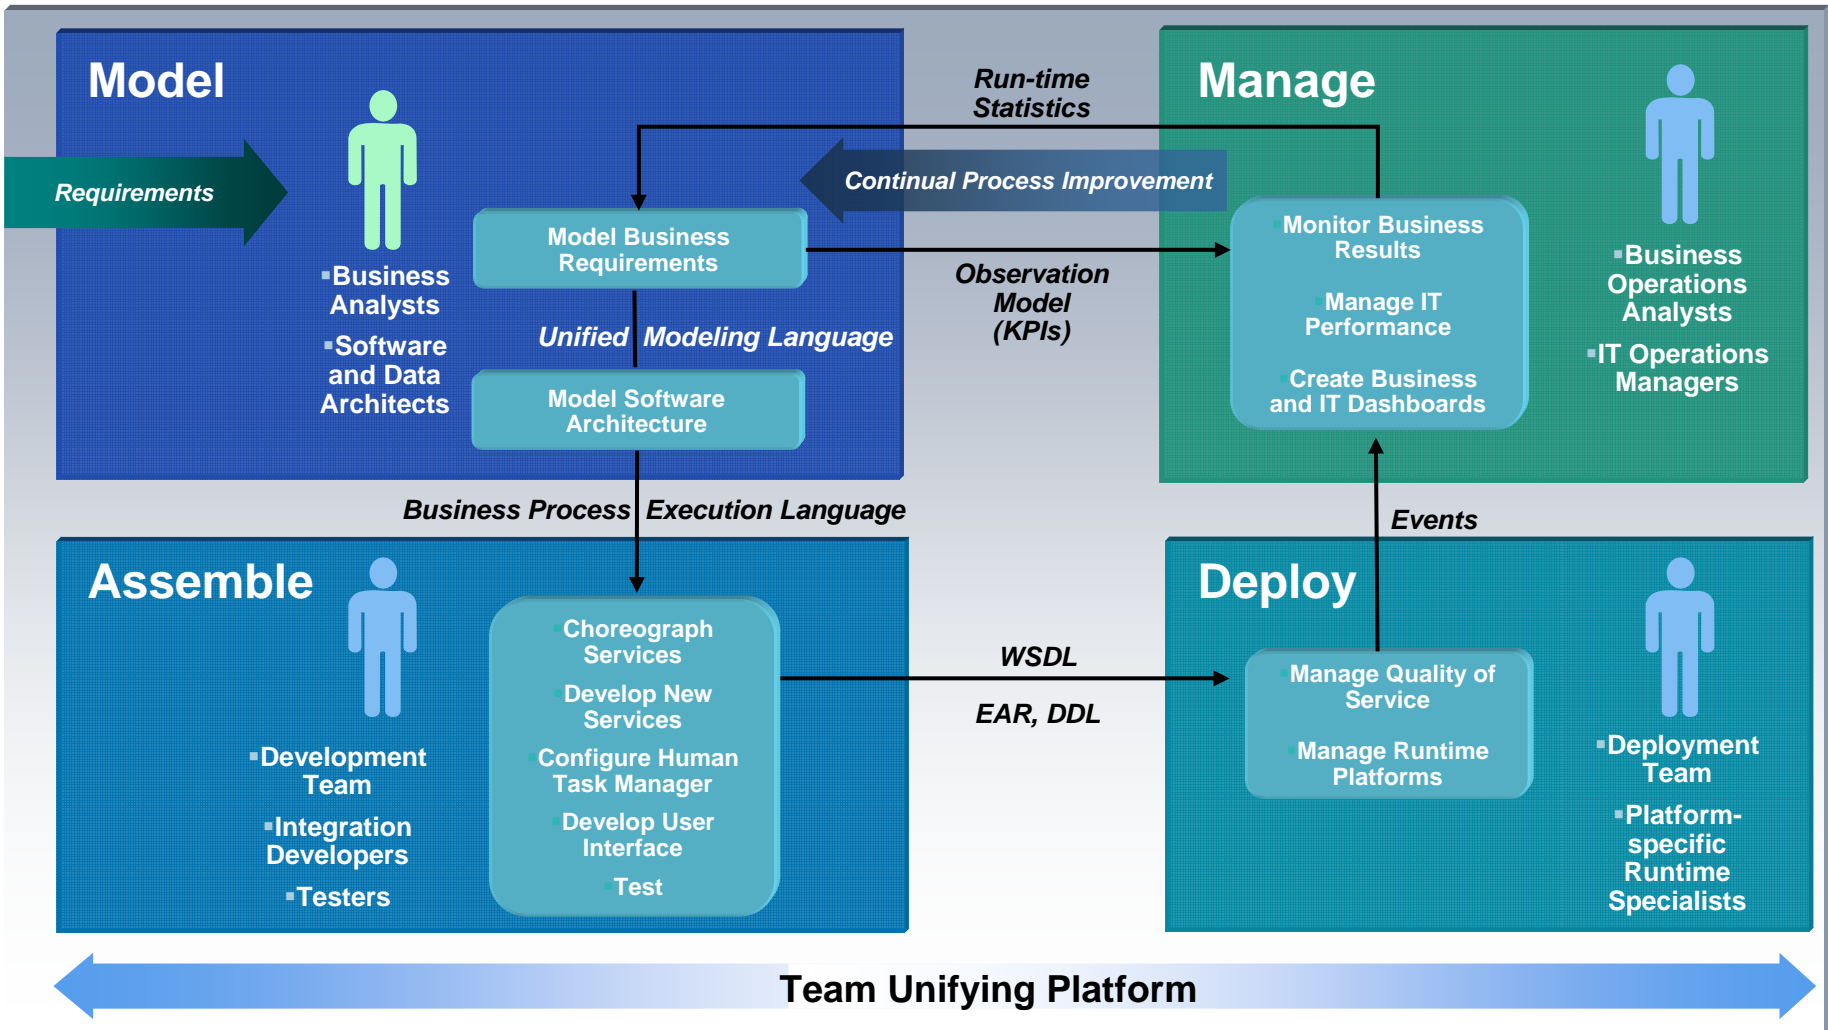 Model
Requirements
▪Business
Analysts
▪Software
and Data
Architects
Model Business
Requirements
Unified Modeling Language
Model Software
Architecture
Run-time
Statistics
Continual Process Improvement
Observation
Model
(KPIs)
Manage
▪Monitor Business
Results
▪Manage IT
Performance
▪Create Business
and IT Dashboards
▪Business
Operations
Analysts
▪IT Operations
Managers
Business Process Execution Language
Events
Assemble
▪Development
Team
▪Integration
Developers
▪Testers
▪Choreograph
Services
▪Develop New
Services
▪Configure Human
Task Manager
▪Develop User
Interface
▪Test
WSDL
EAR, DDL
Deploy
▪Manage Quality of
Service
▪Manage Runtime
Platforms
▪Deployment
Team
▪Platform-
specific
Runtime
Specialists
Team Unifying Platform